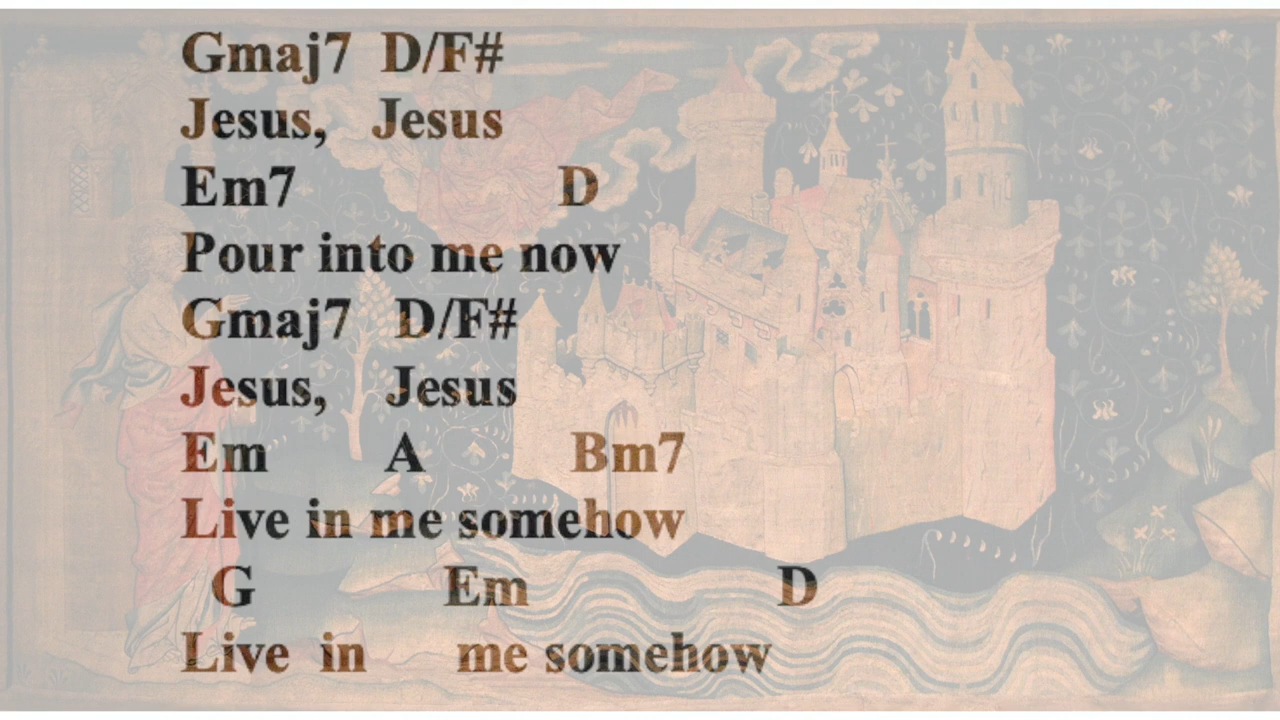 Gmaj7 D/F#
Jesus, Jesus
Em7 D
Pour into me now
Gmaj7 D/F#
Jesus, Jesus
Em A Bm7
Live in me somehow
G Em D
Live in me somehow